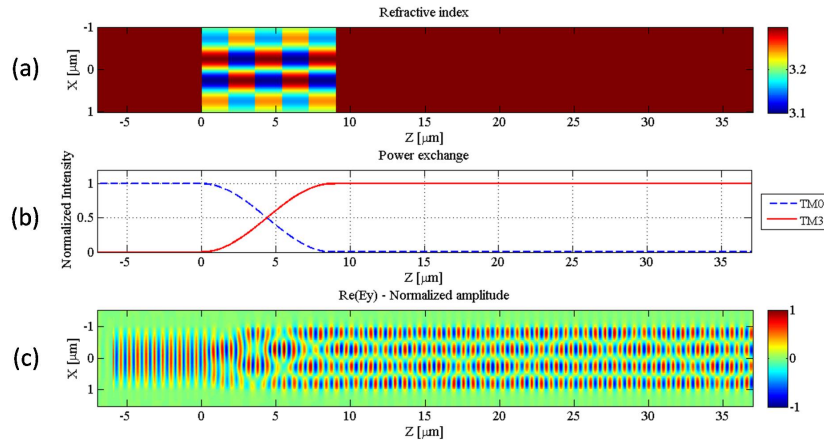 Refractive index
(a)
X [μm]
-1
0
1
3.2
3.1
-5 0 5 10 15 20 25 30 35
Z [μm]
Power exchange
(b)
Normalized Intensity
1
0.5
0
TM0
TM3
-5 0 5 10 15 20 25 30 35
Z [μm]
Re(Ey) - Normalized amplitude
(c)
X [μm]
-1
0
1
1
0
-1
-5 0 5 10 15 20 25 30 35
Z [μm]